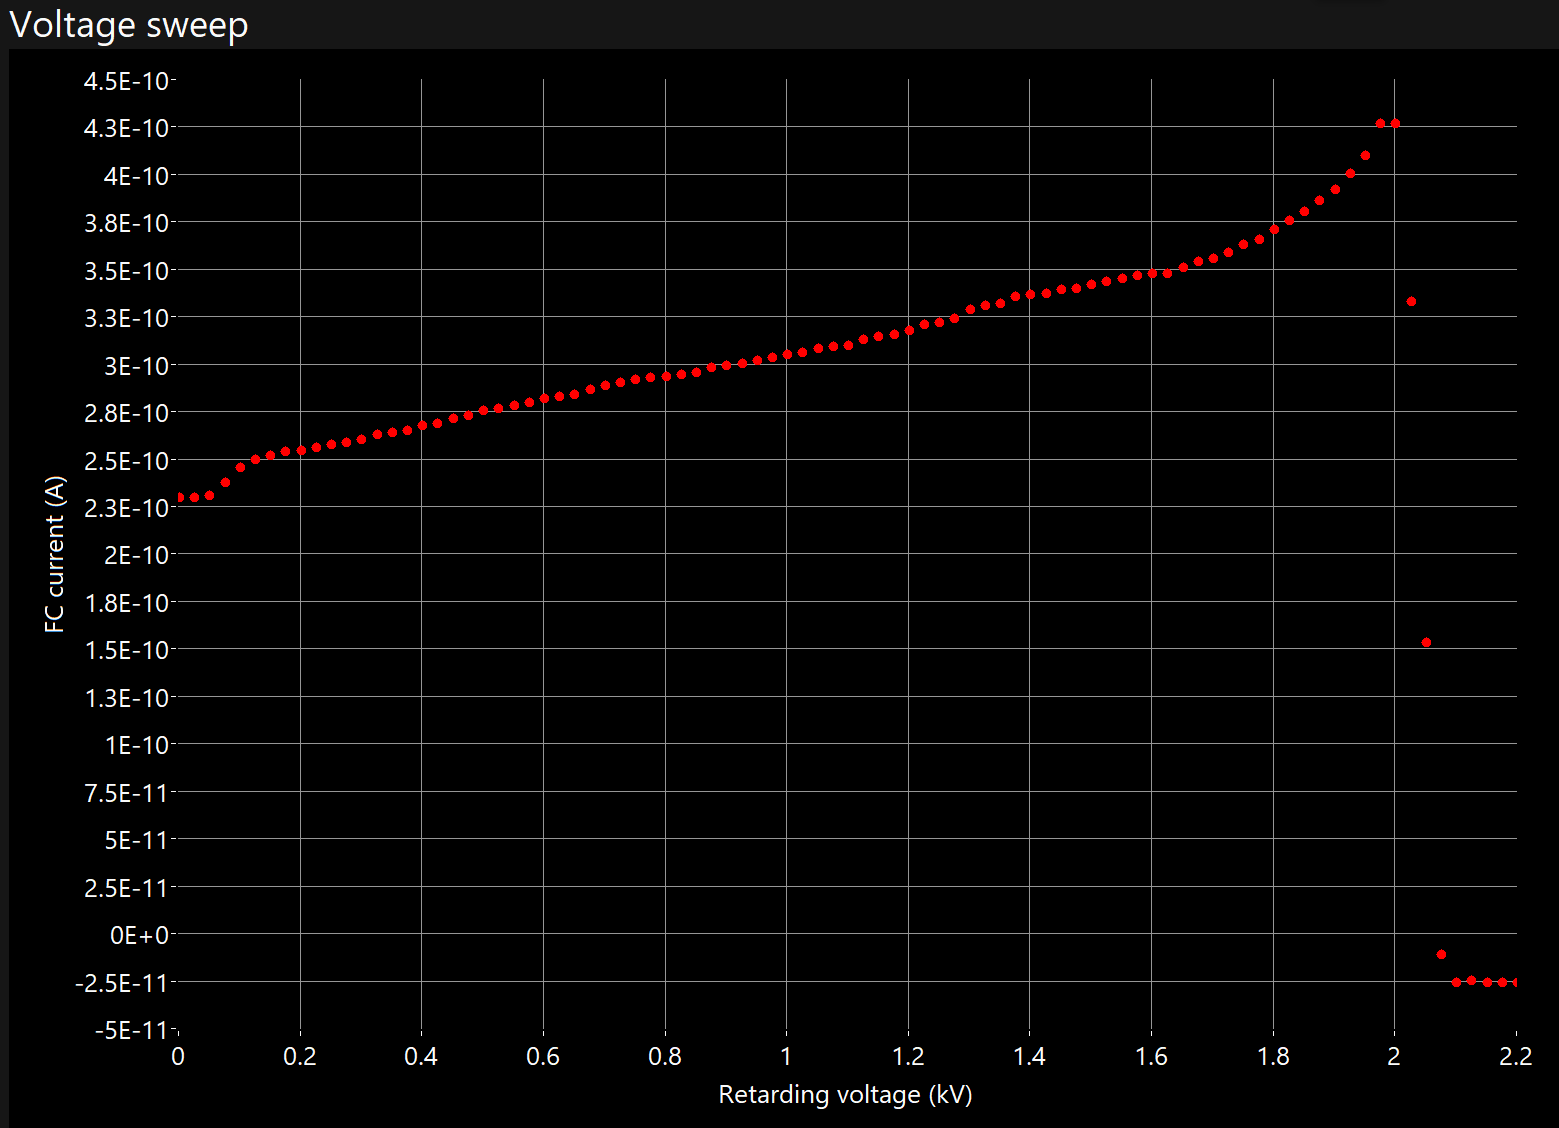 Voltage sweep
4.5E-10
4.3E-10
4E-10
3.8E-10
3.5E-10
3.3E-10
3E-10
2.8E-10
2.5E-10
2.3E-10
2E-10
1.8E-10
1.5E-10
1.3E-10
1E-10
7.5E-11
5E-11
2.5E-11
0E+0
-2.5E-11
-5E-11
FC current (A)
0 0.2 0.4 0.6 0.8 1 1.2 1.4 1.6 1.8 2 2.2
Retarding voltage (kV)